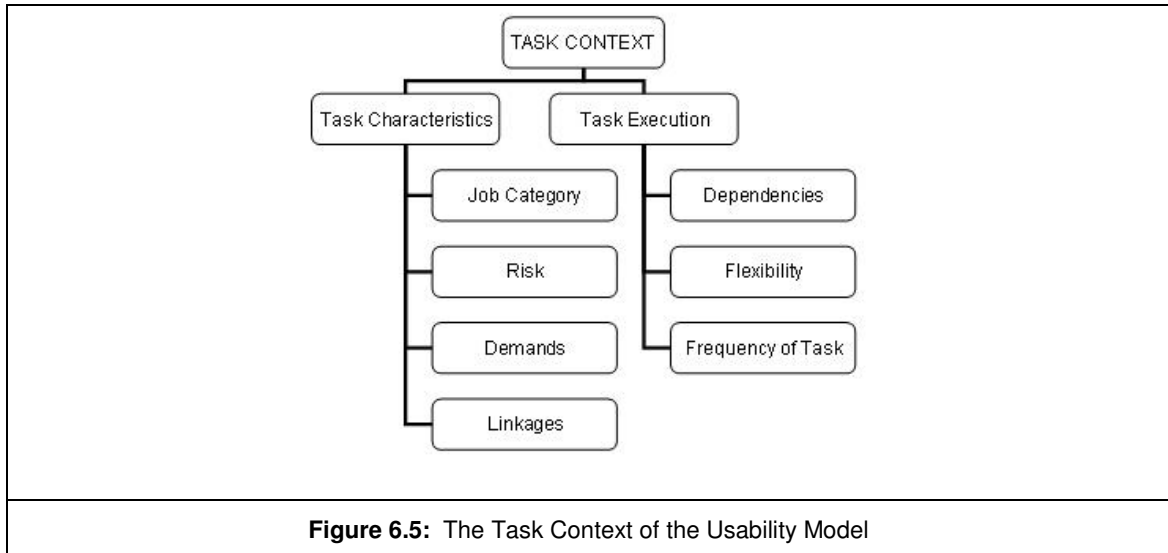 TASK CONTEXT
Task Characteristics
Task Execution
Job Category
Dependencies
Risk
Flexibility
Demands
Frequency of Task
Linkages
Figure 6.5: The Task Context of the Usability Model